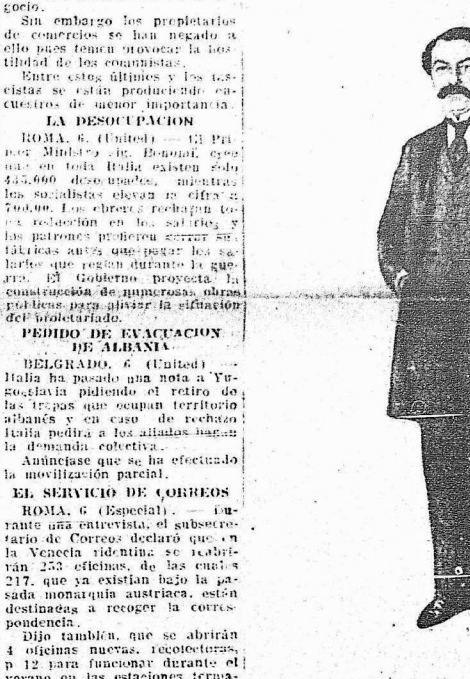 gocio.
Sin embargo los propietarios
de comercios se han negado a
ello pues temen provocar la hos-
tilidad de los comunistas.
Entre estos últimos y los fas-
cistas se están produciendo en-
cuestros de menor importancia.
LA DESOCUPACION
ROMA, 6. (United) — El Pri-
mer Ministro Sig. Bonomi, cree
que en toda Italia existen solo
435.000 desocupados, mientras
los socialistas elevan la cifra a
700.00. Los obreros rechazan to-
da reducción en los salarios y
los patrones prefieren cerrar sus
fábricas antes que pagar los sa-
larios que regían durante la gue-
rra. El Gobierno proyecta la
construcción de numerosas obras
públicas para aliviar la situación
del proletariado.
PEDIDO DE EVACUACION
DE ALBANIA
BELGRADO, 6 (United) —
Italia ha pasado una nota a Yu-
goeslavia pidiendo el retiro de
las tropas que ocupan territorio
albanés y en caso de rechazo
Italia pedirá a los aliados hagan
la demanda colectiva.
Anúnciase que se ha efectuado
la movilización parcial.
EL SERVICIO DE CORREOS
ROMA, 6 (Especial). — Du-
rante una entrevista, el subsecre-
tario de Correos declaró que en
la Venecia ridentina se reabri-
rán 253 oficinas, de las cuales
217, que ya existían bajo la pa-
sada monarquía austriaca, están
destinadas a recoger la corres-
pondencia.
Dijo también, que se abrirán
4 oficinas nuevas, recolectoras,
p 12 para funcionar durante el
verano en las estaciones terma-